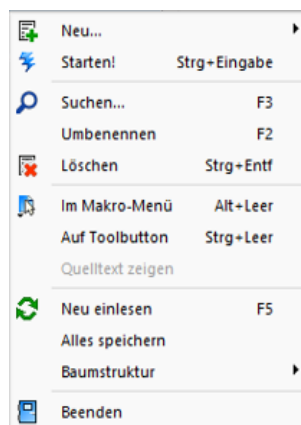 Neu...
Starten! Strg+Eingabe
Suchen... F3
Umbenennen F2
Löschen Strg+Entf
Im Makro-Menü Alt+Leer
Auf Toolbutton Strg+Leer
Quelltext zeigen
Neu einlesen F5
Alles speichern
Baumstruktur
Beenden